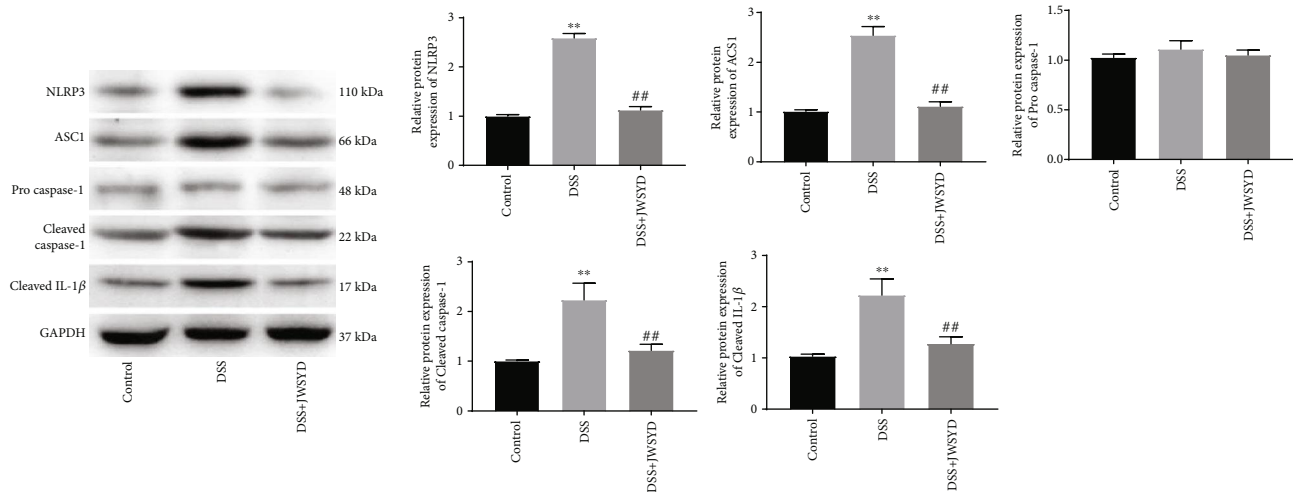 NLRP3
110 kDa
ASC1
66 kDa
Pro caspase-1
48 kDa
Cleaved
caspase-1
22 kDa
Cleaved IL-1β
17 kDa
GAPDH
37 kDa
Control
DSS
DSS+JWSYD
Relative protein
expression of NLRP3
3
2
1
0
**
##
Control
DSS
DSS+JWSYD
Relative protein
expression of ACS1
3
2
1
0
**
##
Control
DSS
DSS+JWSYD
Relative protein expression
of Pro caspase-1
1.5
1.0
0.5
0.0
Control
DSS
DSS+JWSYD
Relative protein expression
of Cleaved caspase-1
3
2
1
0
**
##
Control
DSS
DSS+JWSYD
Relative protein expression
of Cleaved IL-1β
3
2
1
0
**
##
Control
DSS
DSS+JWSYD